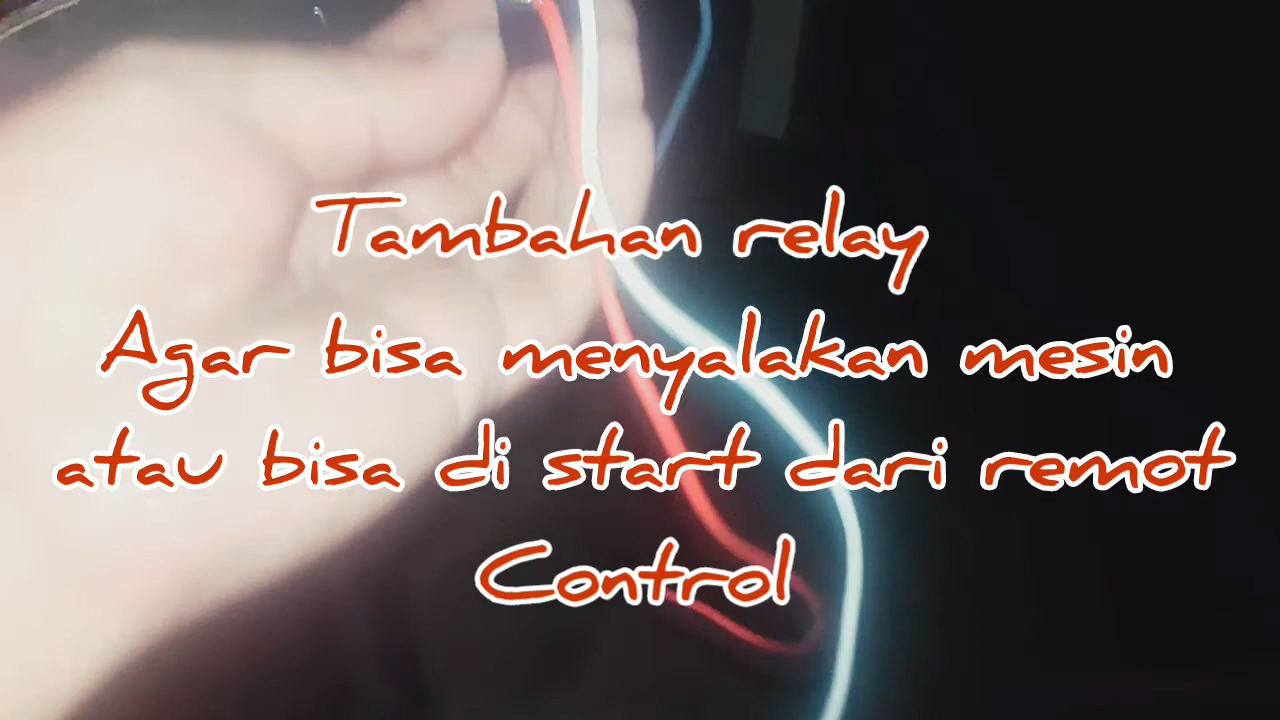 Tambahan relay
Agar bisa menyalakan mesin
atau bisa di start dari remot
Control